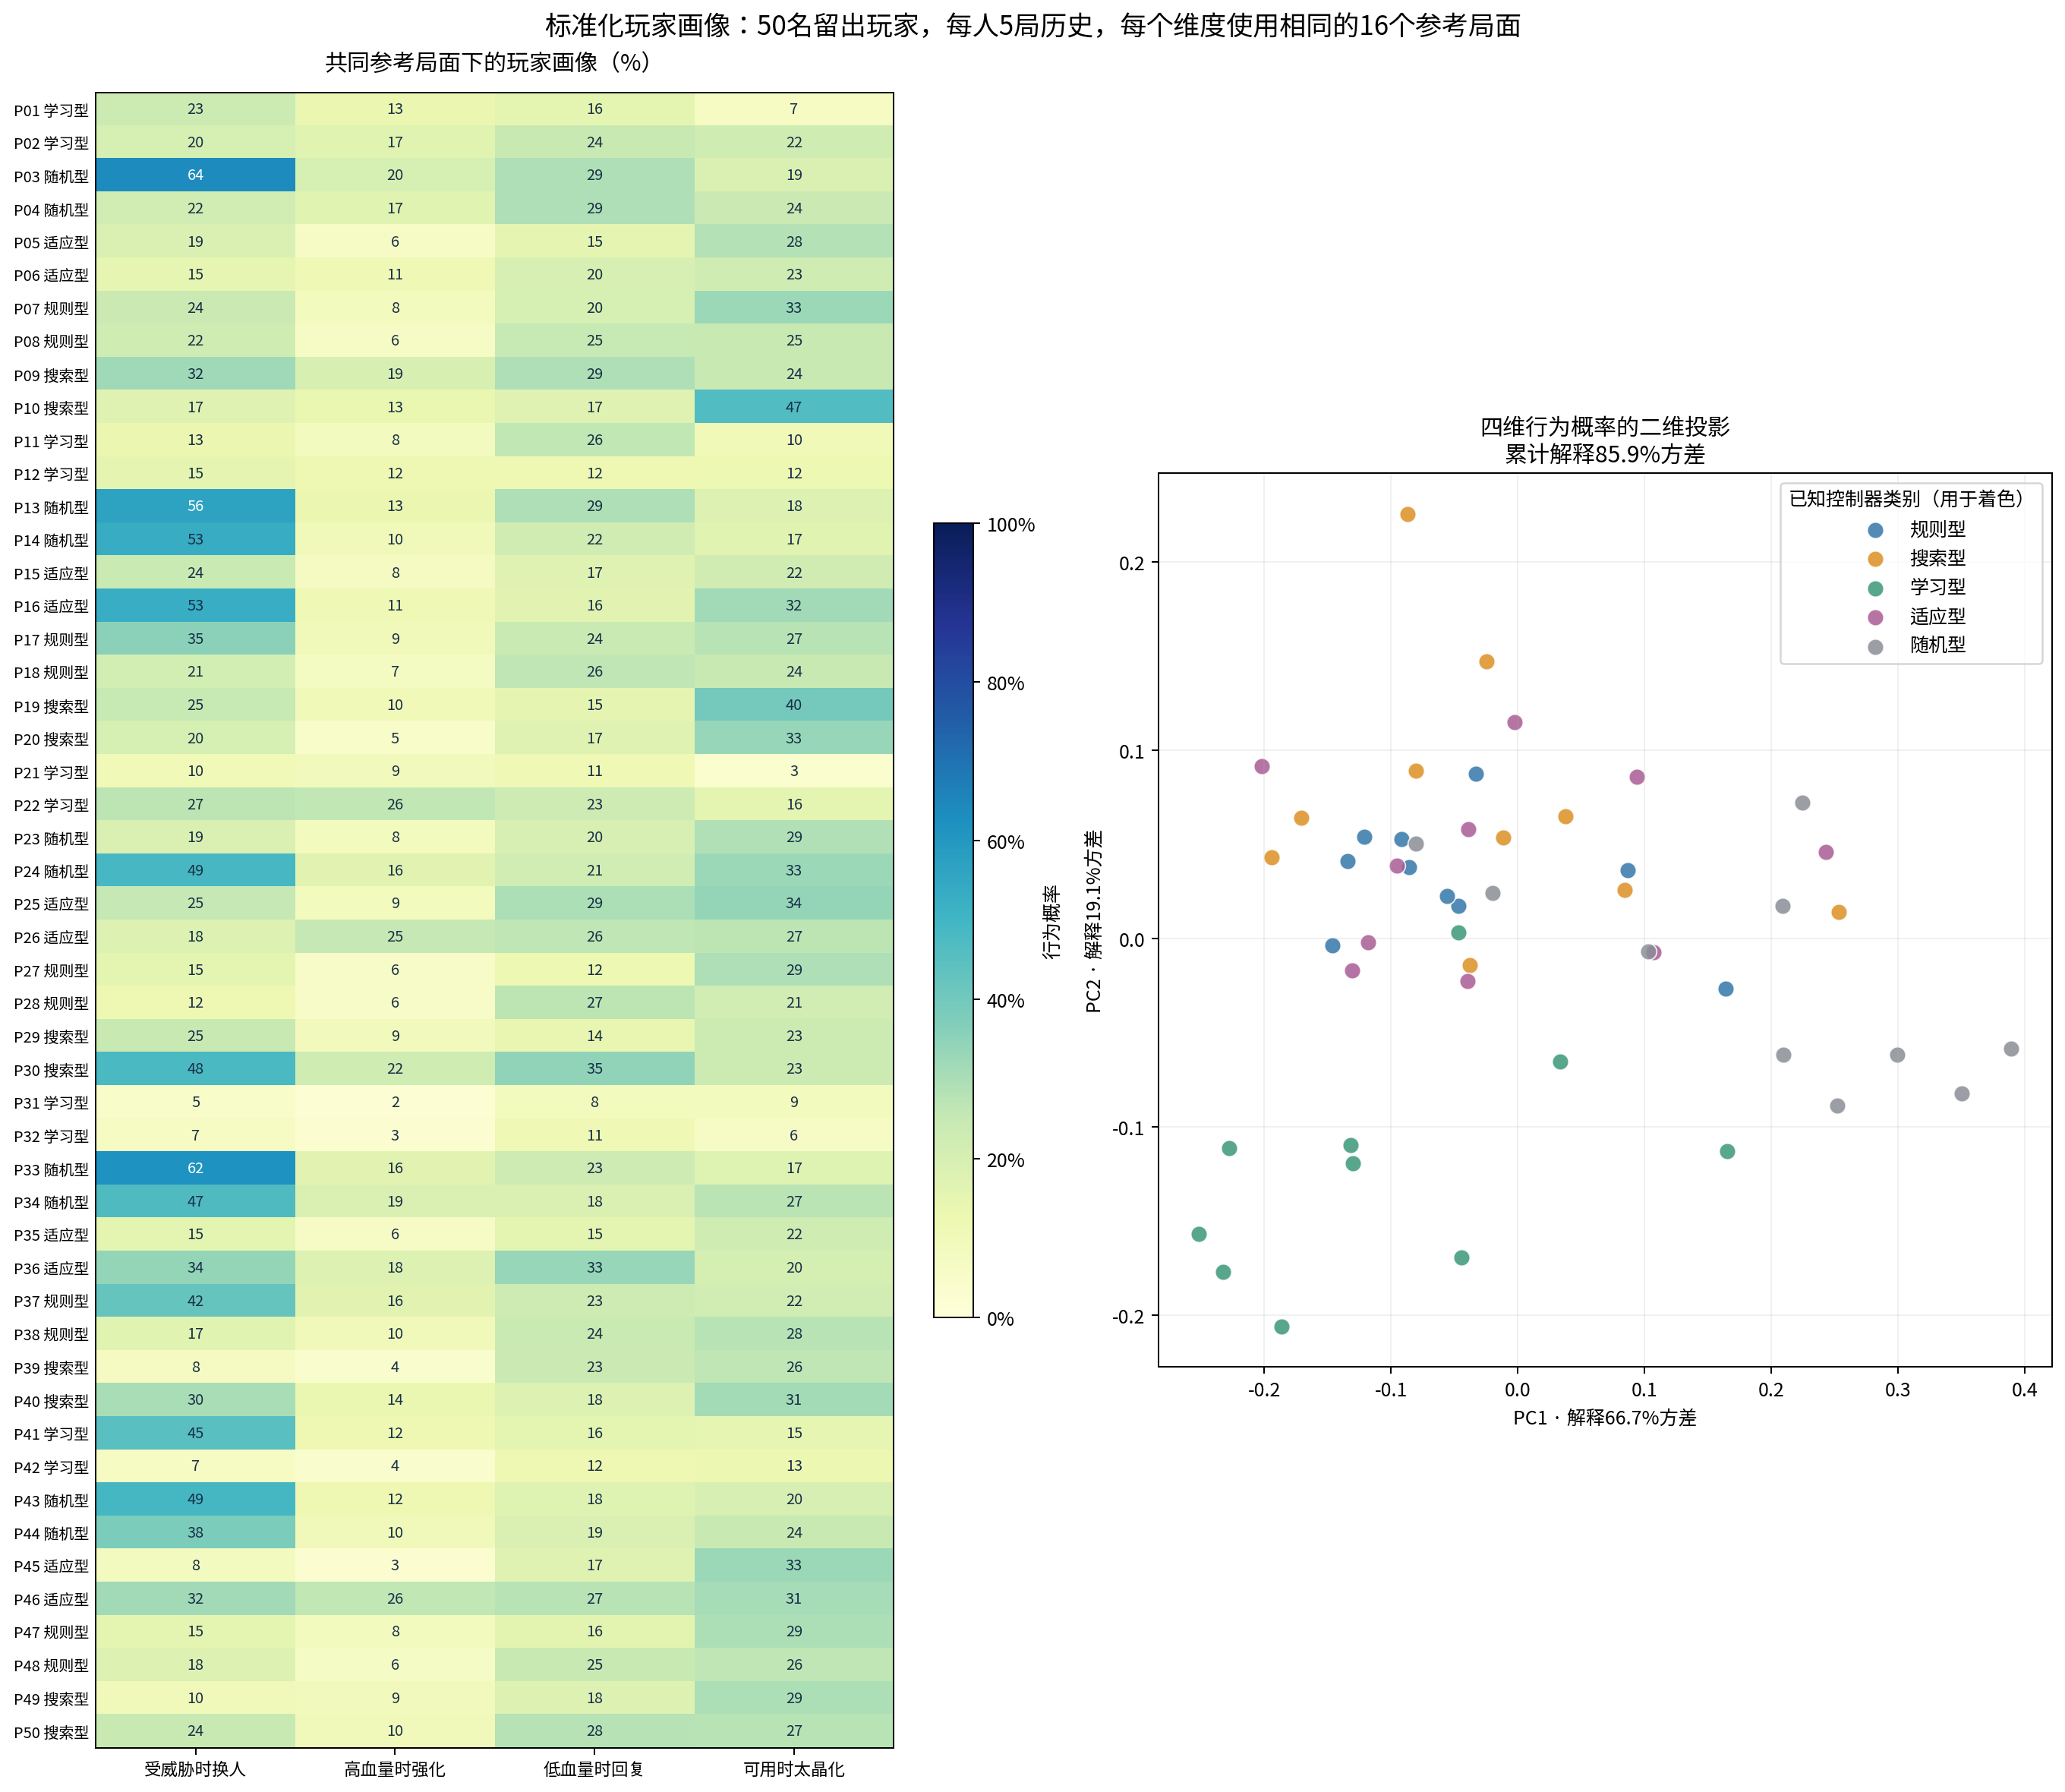 标准化玩家画像：50名留出玩家，每人5局历史，每个维度使用相同的16个参考局面
共同参考局面下的玩家画像（%）
P01 学习型 23 13 16 7
P02 学习型 20 17 24 22
P03 随机型 64 20 29 19
P04 随机型 22 17 29 24
P05 适应型 19 6 15 28
P06 适应型 15 11 20 23
P07 规则型 24 8 20 33
P08 规则型 22 6 25 25
P09 搜索型 32 19 29 24
P10 搜索型 17 13 17 47
P11 学习型 13 8 26 10
P12 学习型 15 12 12 12
P13 随机型 56 13 29 18
P14 随机型 53 10 22 17
P15 适应型 24 8 17 22
P16 适应型 53 11 16 32
P17 规则型 35 9 24 27
P18 规则型 21 7 26 24
P19 搜索型 25 10 15 40
P20 搜索型 20 5 17 33
P21 学习型 10 9 11 3
P22 学习型 27 26 23 16
P23 随机型 19 8 20 29
P24 随机型 49 16 21 33
P25 适应型 25 9 29 34
P26 适应型 18 25 26 27
P27 规则型 15 6 12 29
P28 规则型 12 6 27 21
P29 搜索型 25 9 14 23
P30 搜索型 48 22 35 23
P31 学习型 5 2 8 9
P32 学习型 7 3 11 6
P33 随机型 62 16 23 17
P34 随机型 47 19 18 27
P35 适应型 15 6 15 22
P36 适应型 34 18 33 20
P37 规则型 42 16 23 22
P38 规则型 17 10 24 28
P39 搜索型 8 4 23 26
P40 搜索型 30 14 18 31
P41 学习型 45 12 16 15
P42 学习型 7 4 12 13
P43 随机型 49 12 18 20
P44 随机型 38 10 19 24
P45 适应型 8 3 17 33
P46 适应型 32 26 27 31
P47 规则型 15 8 16 29
P48 规则型 18 6 25 26
P49 搜索型 10 9 18 29
P50 搜索型 24 10 28 27
受威胁时换人 高血量时强化 低血量时回复 可用时太晶化
100%
80%
60%
40%
20%
0%
行为概率
四维行为概率的二维投影
累计解释85.9%方差
已知控制器类别（用于着色）
规则型
搜索型
学习型
适应型
随机型
0.2
0.1
0.0
-0.1
-0.2
PC2 · 解释19.1%方差
-0.2 -0.1 0.0 0.1 0.2 0.3 0.4
PC1 · 解释66.7%方差